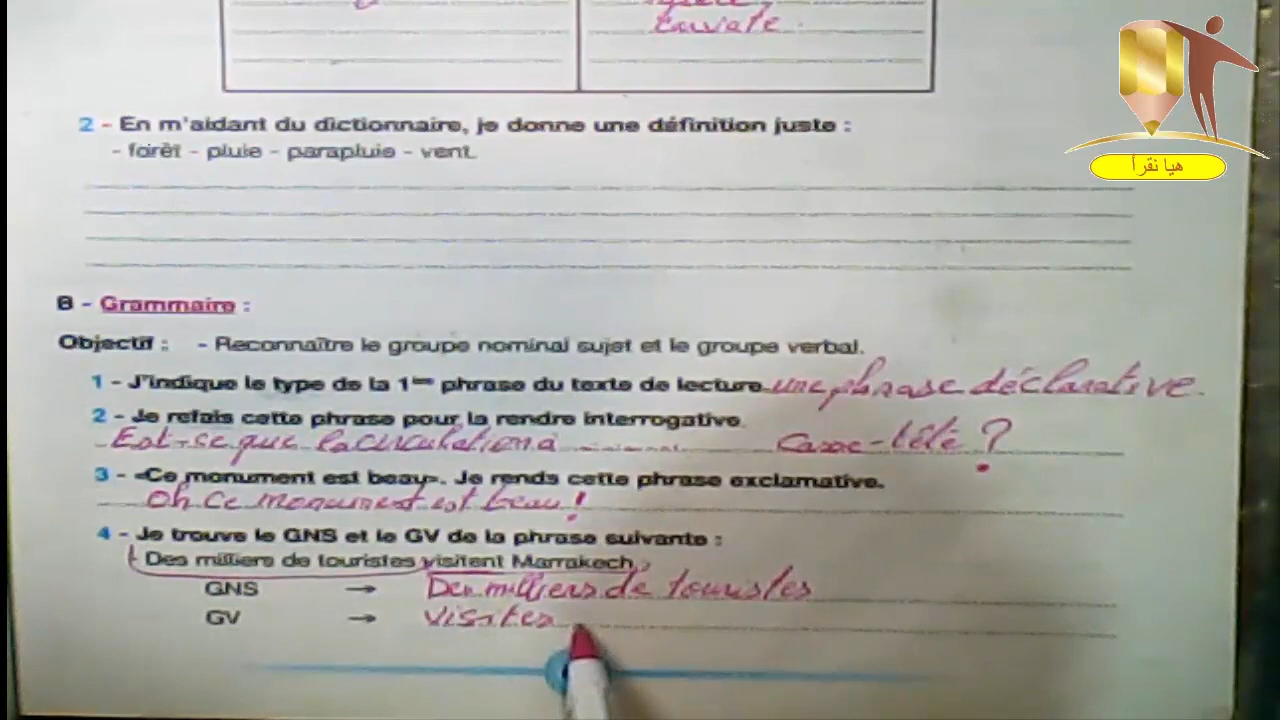 touriste.
هيا نقرأ
2 - En m'aidant du dictionnaire, je donne une définition juste :
- forêt - pluie - parapluie - vent.
B - Grammaire :
Objectif : - Reconnaître le groupe nominal sujet et le groupe verbal.
1 - J'indique le type de la 1ère phrase du texte de lecture une phrase déclarative.
2 - Je refais cette phrase pour la rendre interrogative.
Est-ce que la circulation a ........ casse-tête ?
3 - «Ce monument est beau». Je rends cette phrase exclamative.
Oh Ce monument est beau !
4 - Je trouve le GNS et le GV de la phrase suivante :
Des milliers de touristes visitent Marrakech.
GNS → Des milliers de touristes
GV → visiten